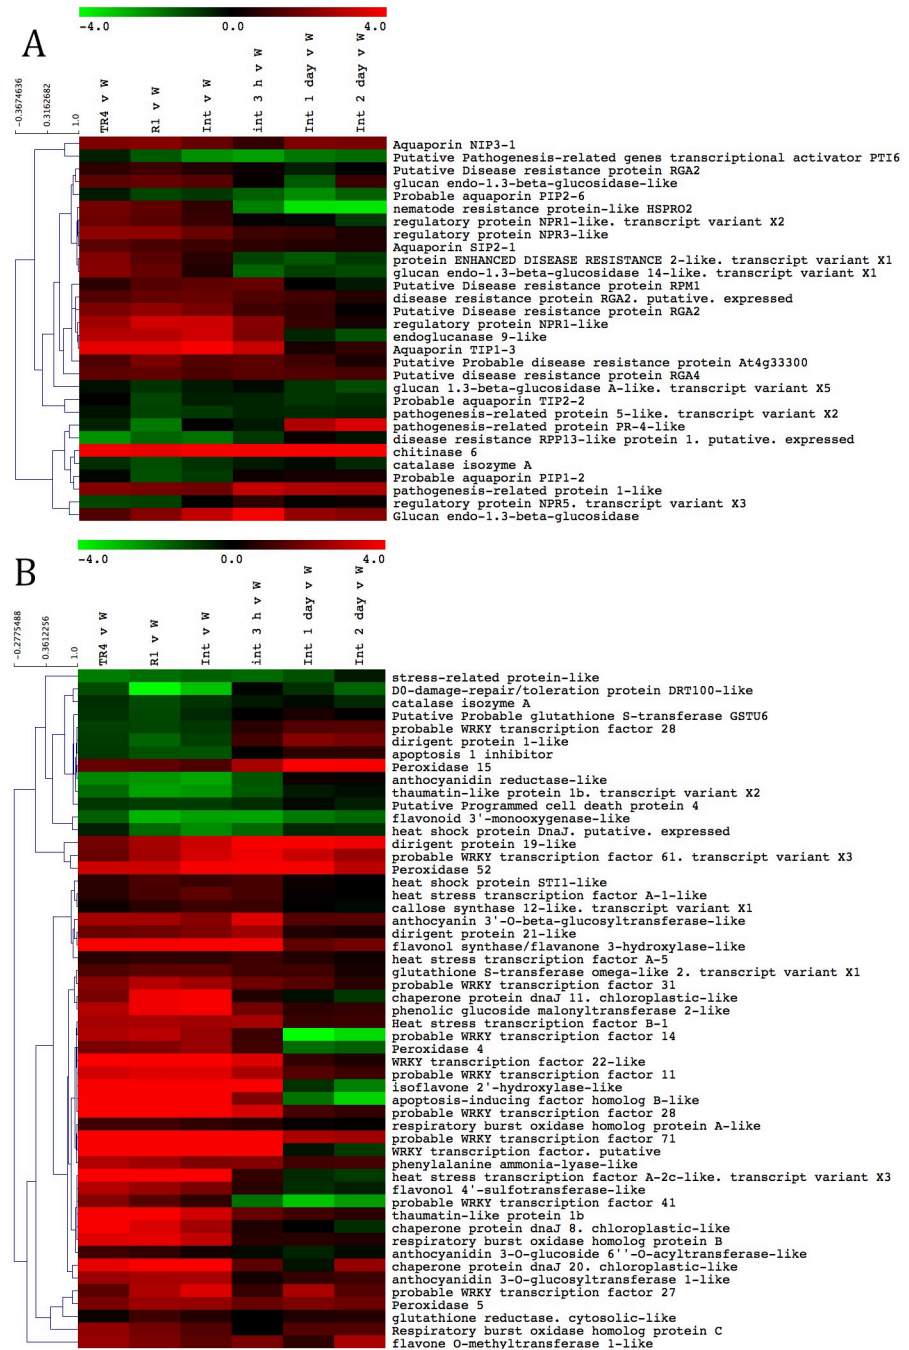 -4.0 0.0 4.0
A
-0.3674636
0.3162682
1.0
TR4 v W
R1 v W
Int v W
int 3 h v W
Int 1 day v W
Int 2 day v W
Aquaporin NIP3-1
Putative Pathogenesis-related genes transcriptional activator PTI6
Putative Disease resistance protein RGA2
glucan endo-1.3-beta-glucosidase-like
Probable aquaporin PIP2-6
nematode resistance protein-like HSPRO2
regulatory protein NPR1-like. transcript variant X2
regulatory protein NPR3-like
Aquaporin SIP2-1
protein ENHANCED DISEASE RESISTANCE 2-like. transcript variant X1
glucan endo-1.3-beta-glucosidase 14-like. transcript variant X1
Putative Disease resistance protein RPM1
disease resistance protein RGA2. putative. expressed
Putative Disease resistance protein RGA2
regulatory protein NPR1-like
endoglucanase 9-like
Aquaporin TIP1-3
Putative Probable disease resistance protein At4g33300
Putative disease resistance protein RGA4
glucan 1.3-beta-glucosidase A-like. transcript variant X5
Probable aquaporin TIP2-2
pathogenesis-related protein 5-like. transcript variant X2
pathogenesis-related protein PR-4-like
disease resistance RPP13-like protein 1. putative. expressed
chitinase 6
catalase isozyme A
Probable aquaporin PIP1-2
pathogenesis-related protein 1-like
regulatory protein NPR5. transcript variant X3
Glucan endo-1.3-beta-glucosidase
-4.0 0.0 4.0
B
-0.2775488
0.3612256
1.0
TR4 v W
R1 v W
Int v W
int 3 h v W
Int 1 day v W
Int 2 day v W
stress-related protein-like
D0-damage-repair/toleration protein DRT100-like
catalase isozyme A
Putative Probable glutathione S-transferase GSTU6
probable WRKY transcription factor 28
dirigent protein 1-like
apoptosis 1 inhibitor
Peroxidase 15
anthocyanidin reductase-like
thaumatin-like protein 1b. transcript variant X2
Putative Programmed cell death protein 4
flavonoid 3'-monooxygenase-like
heat shock protein DnaJ. putative. expressed
dirigent protein 19-like
probable WRKY transcription factor 61. transcript variant X3
Peroxidase 52
heat shock protein STI1-like
heat stress transcription factor A-1-like
callose synthase 12-like. transcript variant X1
anthocyanin 3'-O-beta-glucosyltransferase-like
dirigent protein 21-like
flavonol synthase/flavanone 3-hydroxylase-like
heat stress transcription factor A-5
glutathione S-transferase omega-like 2. transcript variant X1
probable WRKY transcription factor 31
chaperone protein dnaJ 11. chloroplastic-like
phenolic glucoside malonyltransferase 2-like
Heat stress transcription factor B-1
probable WRKY transcription factor 14
Peroxidase 4
WRKY transcription factor 22-like
probable WRKY transcription factor 11
isoflavone 2'-hydroxylase-like
apoptosis-inducing factor homolog B-like
probable WRKY transcription factor 28
respiratory burst oxidase homolog protein A-like
probable WRKY transcription factor 71
WRKY transcription factor. putative
phenylalanine ammonia-lyase-like
heat stress transcription factor A-2c-like. transcript variant X3
flavonol 4'-sulfotransferase-like
probable WRKY transcription factor 41
thaumatin-like protein 1b
chaperone protein dnaJ 8. chloroplastic-like
respiratory burst oxidase homolog protein B
anthocyanidin 3-O-glucoside 6''-O-acyltransferase-like
chaperone protein dnaJ 20. chloroplastic-like
anthocyanidin 3-O-glucosyltransferase 1-like
probable WRKY transcription factor 27
Peroxidase 5
glutathione reductase. cytosolic-like
Respiratory burst oxidase homolog protein C
flavone O-methyltransferase 1-like